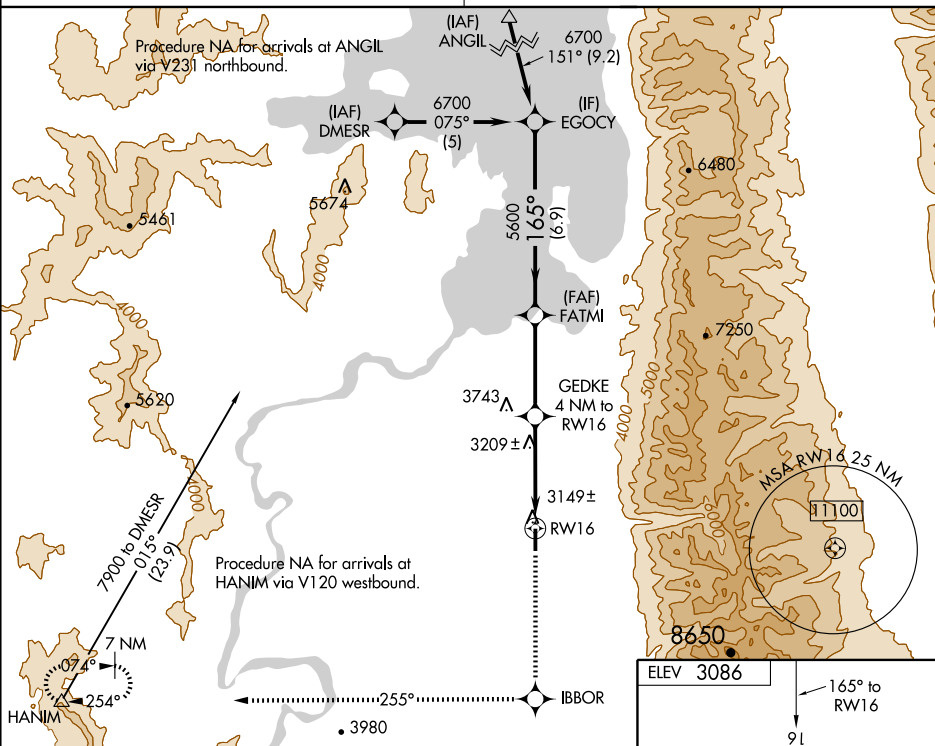 (IAF)
ANGIL
6700
151° (9.2)
Procedure NA for arrivals at ANGIL
via V231 northbound.
(IAF)
DMESR
6700
075°
(5)
(IF)
EGOCY
6480
5674
5461
5600
165°
(6.9)
4000
4000
(FAF)
FATMI
7250
5000
4000
5620
3743
GEDKE
4 NM to
RW16
3209±
4000
MSA RW16 25 NM
11100
3149±
RW16
7900 to DMESR
015°
(23.9)
Procedure NA for arrivals at
HANIM via V120 westbound.
8650
7 NM
074°
254°
HANIM
255°
IBBOR
3980
ELEV 3086
165° to
RW16
16